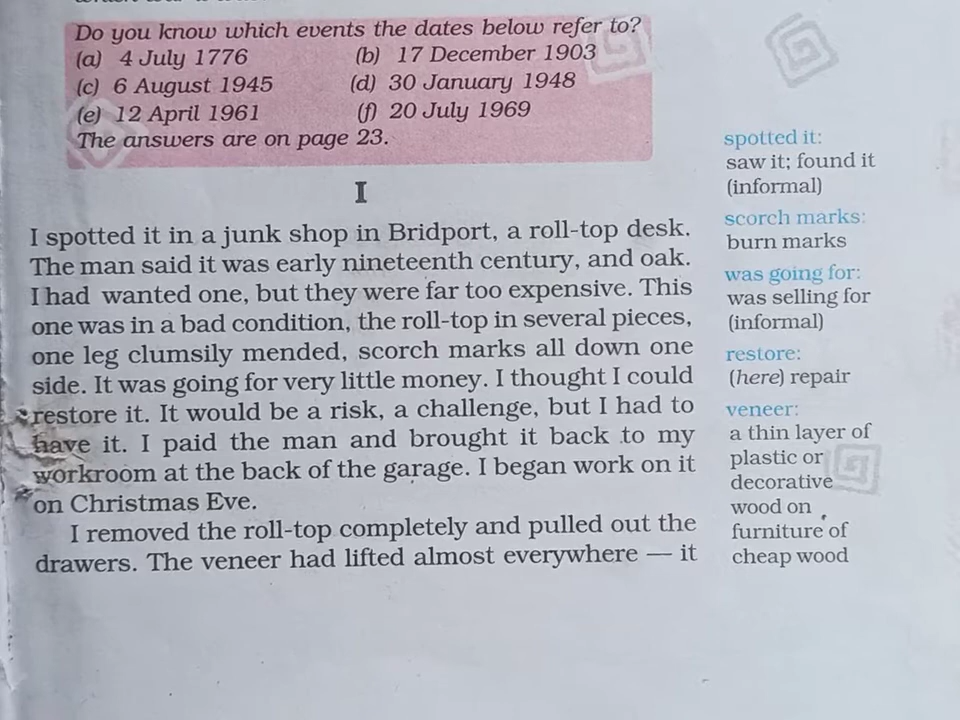 Do you know which events the dates below refer to?
(a) 4 July 1776 (b) 17 December 1903
(c) 6 August 1945 (d) 30 January 1948
(e) 12 April 1961 (f) 20 July 1969
The answers are on page 23.
I
I spotted it in a junk shop in Bridport, a roll-top desk.
The man said it was early nineteenth century, and oak.
I had wanted one, but they were far too expensive. This
one was in a bad condition, the roll-top in several pieces,
one leg clumsily mended, scorch marks all down one
side. It was going for very little money. I thought I could
restore it. It would be a risk, a challenge, but I had to
have it. I paid the man and brought it back to my
workroom at the back of the garage. I began work on it
on Christmas Eve.
I removed the roll-top completely and pulled out the
drawers. The veneer had lifted almost everywhere — it
spotted it:
saw it; found it
(informal)
scorch marks:
burn marks
was going for:
was selling for
(informal)
restore:
(here) repair
veneer:
a thin layer of
plastic or
decorative
wood on
furniture of
cheap wood